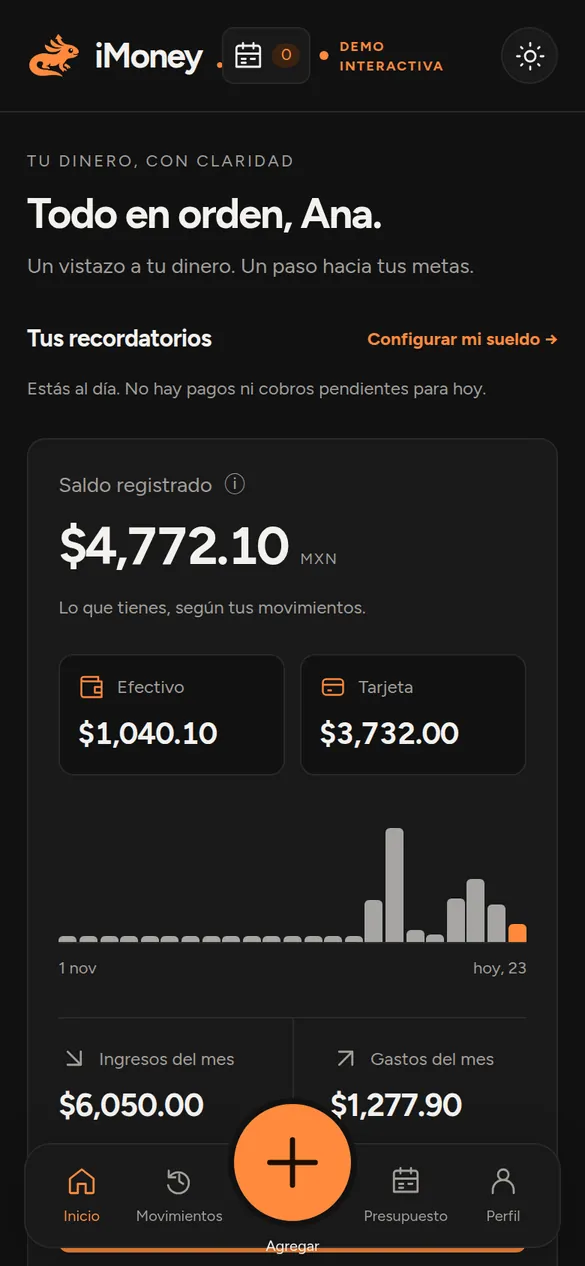 iMoney
0
DEMO
INTERACTIVA
TU DINERO, CON CLARIDAD
Todo en orden, Ana.
Un vistazo a tu dinero. Un paso hacia tus metas.
Tus recordatorios
Configurar mi sueldo →
Estás al día. No hay pagos ni cobros pendientes para hoy.
Saldo registrado
$4,772.10 MXN
Lo que tienes, según tus movimientos.
Efectivo
$1,040.10
Tarjeta
$3,732.00
1 nov
hoy, 23
Ingresos del mes
$6,050.00
Gastos del mes
$1,277.90
Inicio
Movimientos
Agregar
Presupuesto
Perfil